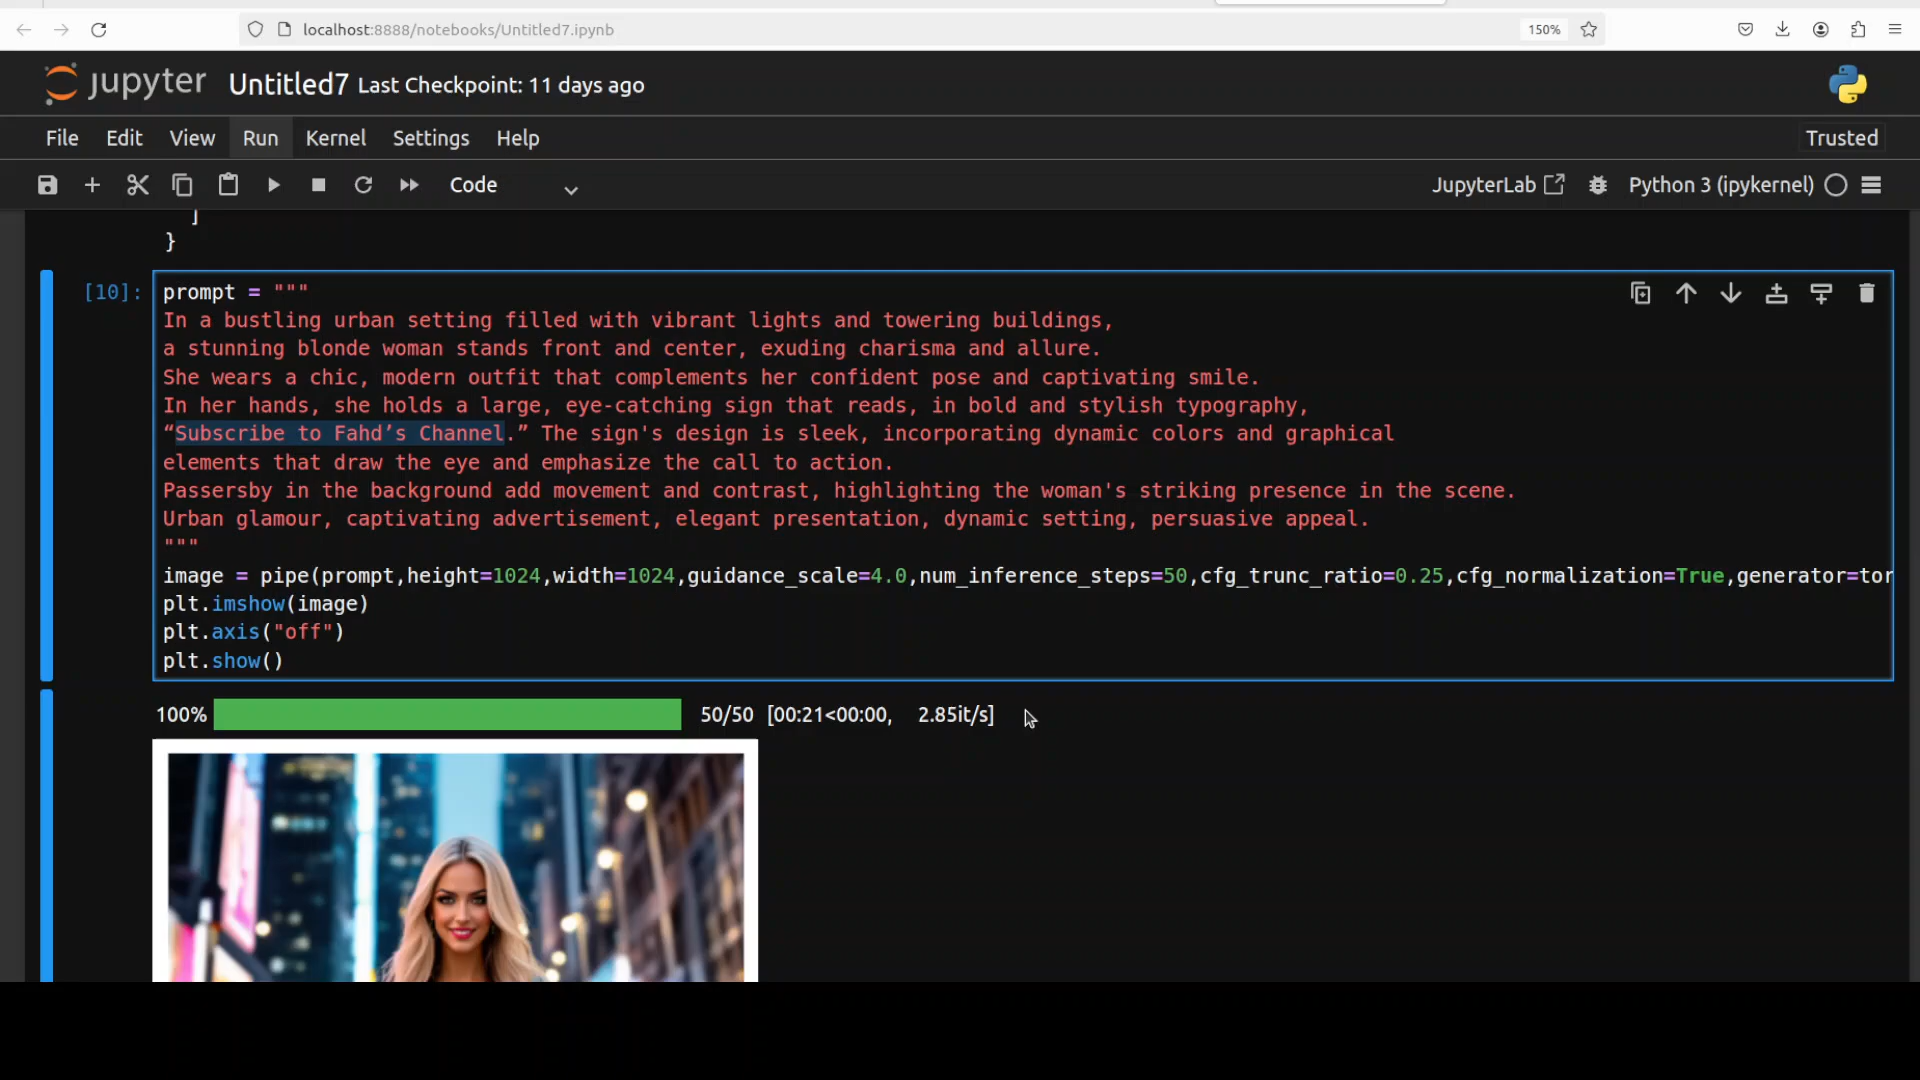 localhost:8888/notebooks/Untitled7.ipynb
150%
jupyter Untitled7 Last Checkpoint: 11 days ago
File Edit View Run Kernel Settings Help
Trusted
Code
JupyterLab
Python 3 (ipykernel)
]
}
[10]:
prompt = """
In a bustling urban setting filled with vibrant lights and towering buildings,
a stunning blonde woman stands front and center, exuding charisma and allure.
She wears a chic, modern outfit that complements her confident pose and captivating smile.
In her hands, she holds a large, eye-catching sign that reads, in bold and stylish typography,
“Subscribe to Fahd’s Channel.” The sign's design is sleek, incorporating dynamic colors and graphical
elements that draw the eye and emphasize the call to action.
Passersby in the background add movement and contrast, highlighting the woman's striking presence in the scene.
Urban glamour, captivating advertisement, elegant presentation, dynamic setting, persuasive appeal.
"""
image = pipe(prompt,height=1024,width=1024,guidance_scale=4.0,num_inference_steps=50,cfg_trunc_ratio=0.25,cfg_normalization=True,generator=tor
plt.imshow(image)
plt.axis("off")
plt.show()
100% 50/50 [00:21<00:00, 2.85it/s]